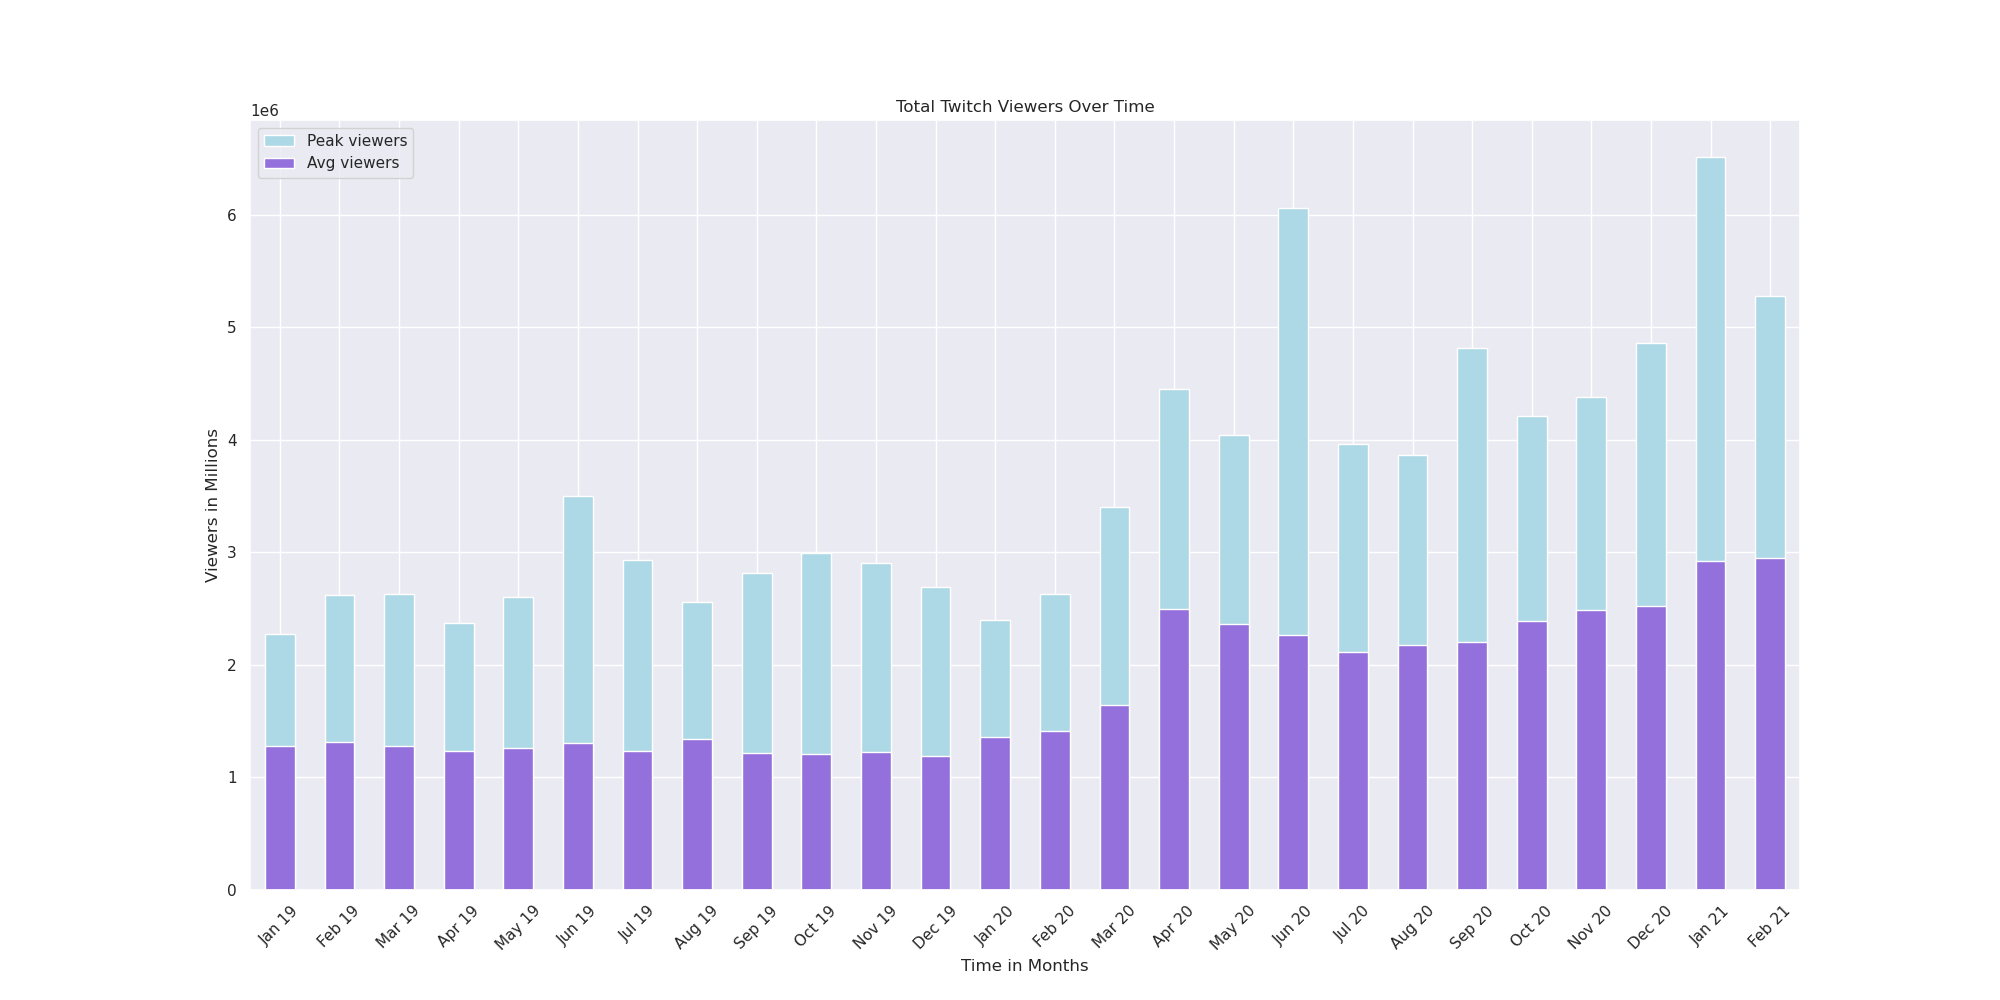 Total Twitch Viewers Over Time
1e6
Peak viewers
Avg viewers
6
5
4
3
2
1
0
Viewers in Millions
Jan 19
Feb 19
Mar 19
Apr 19
May 19
Jun 19
Jul 19
Aug 19
Sep 19
Oct 19
Nov 19
Dec 19
Jan 20
Feb 20
Mar 20
Apr 20
May 20
Jun 20
Jul 20
Aug 20
Sep 20
Oct 20
Nov 20
Dec 20
Jan 21
Feb 21
Time in Months